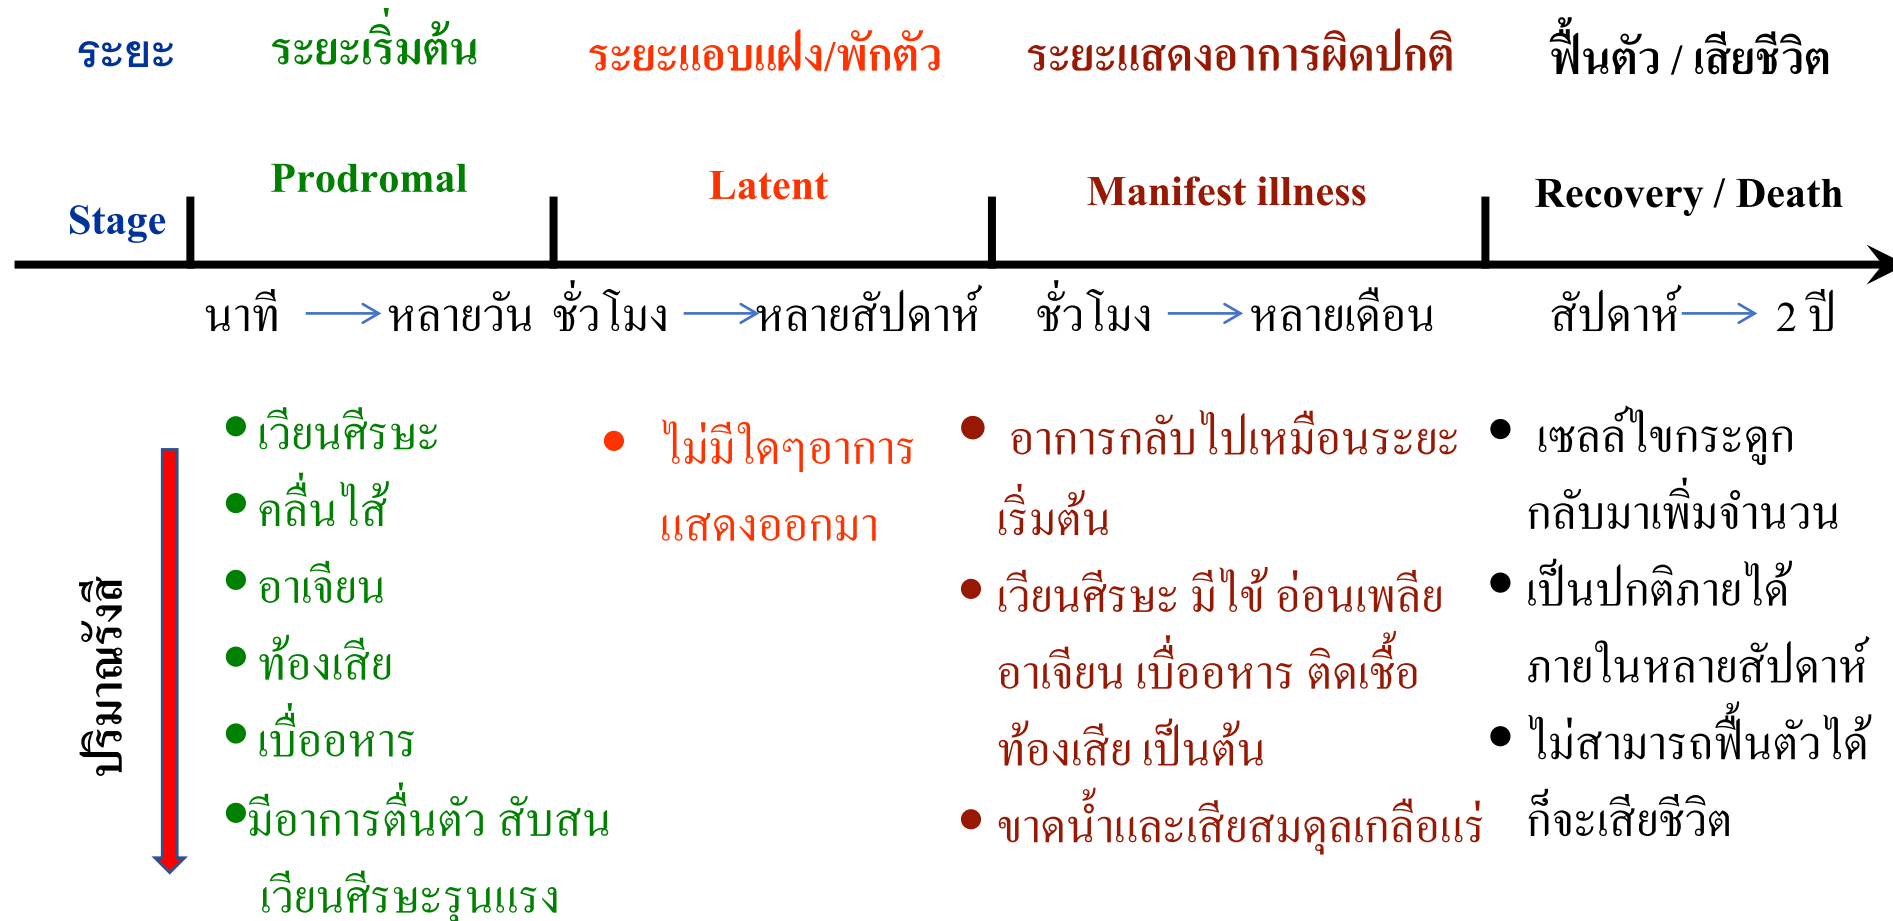 ระยะ
ระยะเริ่มต้น
ระยะแอบแฝง/พักตัว
ระยะแสดงอาการผิดปกติ
ฟื้นตัว / เสียชีวิต
Stage
Prodromal
Latent
Manifest illness
Recovery / Death
นาที หลายวัน
ชั่วโมง หลายสัปดาห์
ชั่วโมง หลายเดือน
สัปดาห์ 2 ปี
ปริมาณรังสี
• เวียนศีรษะ
• คลื่นไส้
• อาเจียน
• ท้องเสีย
• เบื่ออาหาร
• มีอาการตื่นตัว สับสน
เวียนศีรษะรุนแรง
• ไม่มีใดๆอาการ
แสดงออกมา
• อาการกลับไปเหมือนระยะ
เริ่มต้น
• เวียนศีรษะ มีไข้ อ่อนเพลีย
อาเจียน เบื่ออาหาร ติดเชื้อ
ท้องเสีย เป็นต้น
• ขาดน้ำและเสียสมดุลเกลือแร่
• เซลล์ไขกระดูก
กลับมาเพิ่มจำนวน
• เป็นปกติภายได้
ภายในหลายสัปดาห์
• ไม่สามารถฟื้นตัวได้
ก็จะเสียชีวิต